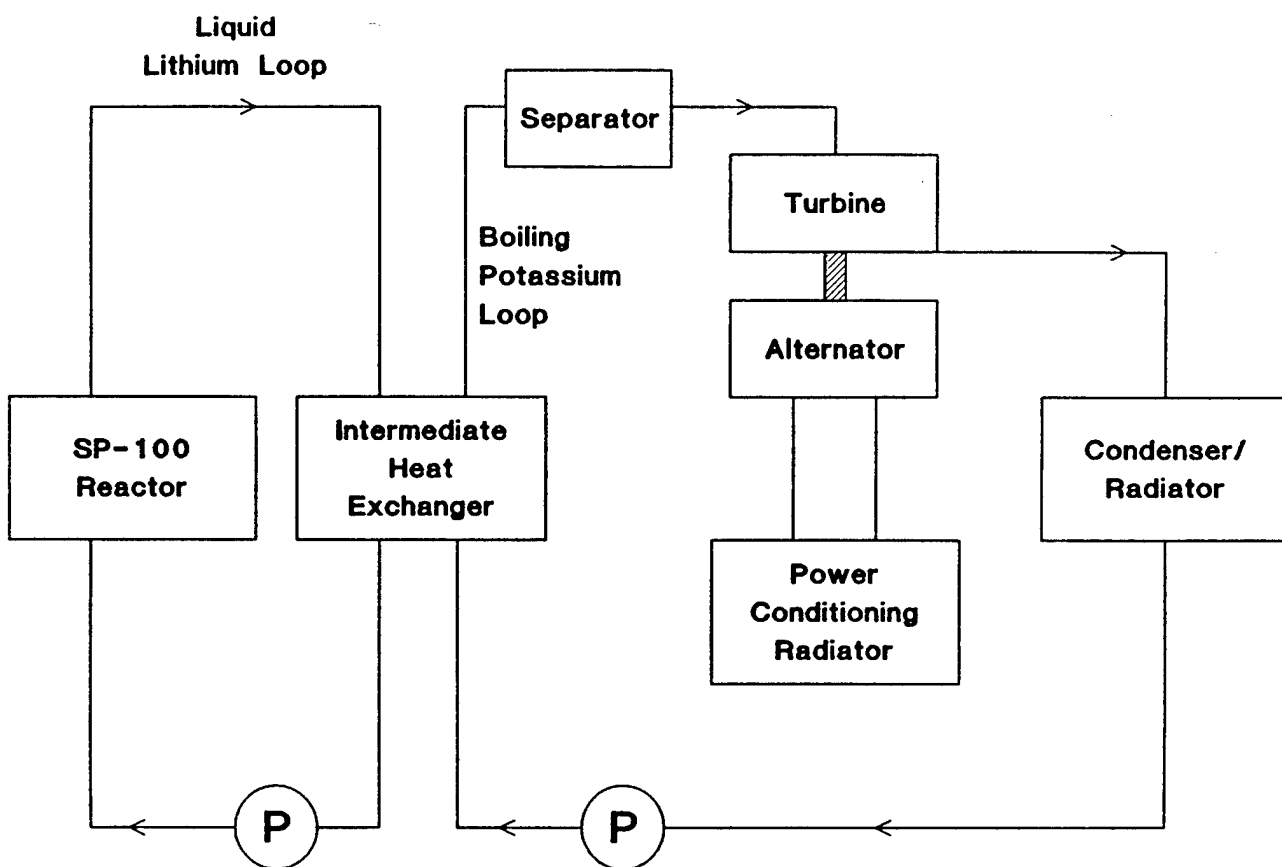 Liquid
Lithium Loop
Separator
Turbine
Boiling
Potassium
Loop
Alternator
SP-100
Reactor
Intermediate
Heat
Exchanger
Condenser/
Radiator
Power
Conditioning
Radiator
P
P